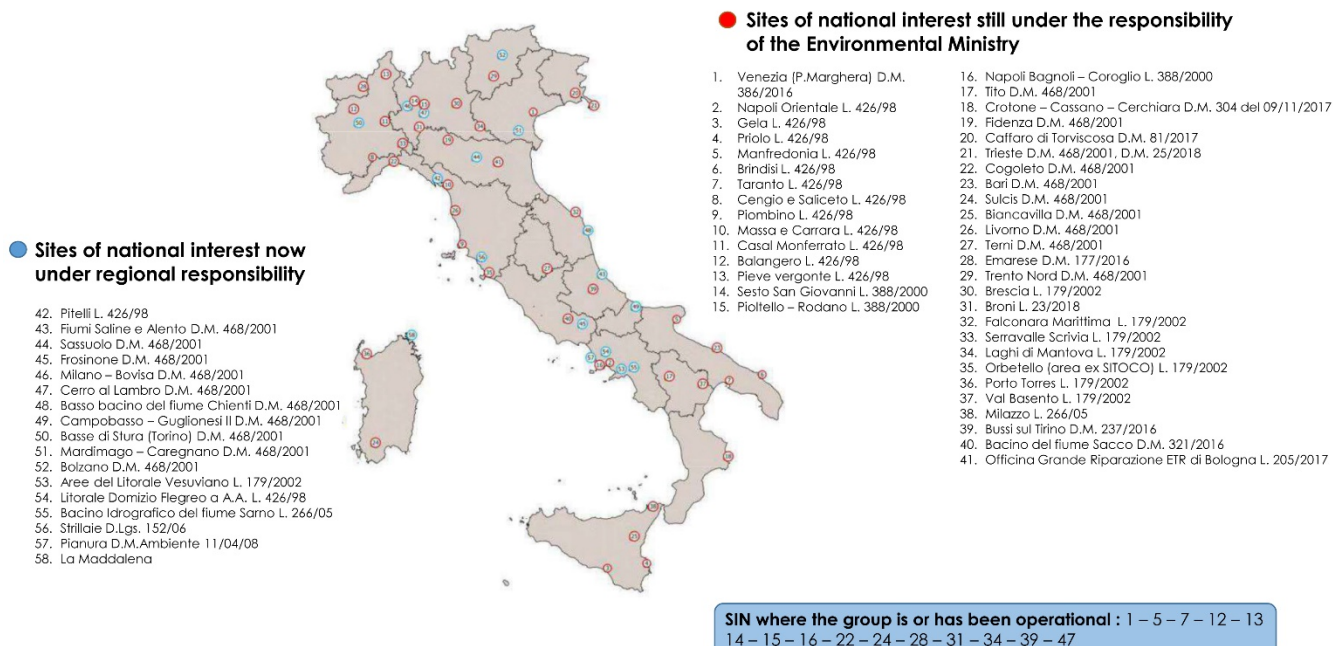 Sites of national interest still under the responsibility
of the Environmental Ministry
1. Venezia (P.Marghera) D.M.
386/2016
2. Napoli Orientale L. 426/98
3. Gela L. 426/98
4. Priolo L. 426/98
5. Manfredonia L. 426/98
6. Brindisi L. 426/98
7. Taranto L. 426/98
8. Cengio e Saliceto L. 426/98
9. Piombino L. 426/98
10. Massa e Carrara L. 426/98
11. Casal Monferrato L. 426/98
12. Balangero L. 426/98
13. Pieve vergonte L. 426/98
14. Sesto San Giovanni L. 388/2000
15. Pioltello – Rodano L. 388/2000
16. Napoli Bagnoli – Coroglio L. 388/2000
17. Tito D.M. 468/2001
18. Crotone – Cassano – Cerchiara D.M. 304 del 09/11/2017
19. Fidenza D.M. 468/2001
20. Caffaro di Torviscosa D.M. 81/2017
21. Trieste D.M. 468/2001, D.M. 25/2018
22. Cogoleto D.M. 468/2001
23. Bari D.M. 468/2001
24. Sulcis D.M. 468/2001
25. Biancavilla D.M. 468/2001
26. Livorno D.M. 468/2001
27. Terni D.M. 468/2001
28. Emarese D.M. 177/2016
29. Trento Nord D.M. 468/2001
30. Brescia L. 179/2002
31. Broni L. 23/2018
32. Falconara Marittima L. 179/2002
33. Serravalle Scrivia L. 179/2002
34. Laghi di Mantova L. 179/2002
35. Orbetello (area ex SITOCO) L. 179/2002
36. Porto Torres L. 179/2002
37. Val Basento L. 179/2002
38. Milazzo L. 266/05
39. Bussi sul Tirino D.M. 237/2016
40. Bacino del fiume Sacco D.M. 321/2016
41. Officina Grande Riparazione ETR di Bologna L. 205/2017
Sites of national interest now
under regional responsibility
42. Pitelli L. 426/98
43. Fiumi Saline e Alento D.M. 468/2001
44. Sassuolo D.M. 468/2001
45. Frosinone D.M. 468/2001
46. Milano – Bovisa D.M. 468/2001
47. Cerro al Lambro D.M. 468/2001
48. Basso bacino del fiume Chienti D.M. 468/2001
49. Campobasso – Guglionesi II D.M. 468/2001
50. Basse di Stura (Torino) D.M. 468/2001
51. Mardimago – Caregnano D.M. 468/2001
52. Bolzano D.M. 468/2001
53. Aree del Litorale Vesuviano L. 179/2002
54. Litorale Domizio Flegreo a A.A. L. 426/98
55. Bacino Idrografico del fiume Sarno L. 266/05
56. Strillaie D.Lgs. 152/06
57. Pianura D.M.Ambiente 11/04/08
58. La Maddalena
SIN where the group is or has been operational : 1 – 5 – 7 – 12 – 13
14 – 15 – 16 – 22 – 24 – 28 – 31 – 34 – 39 – 47